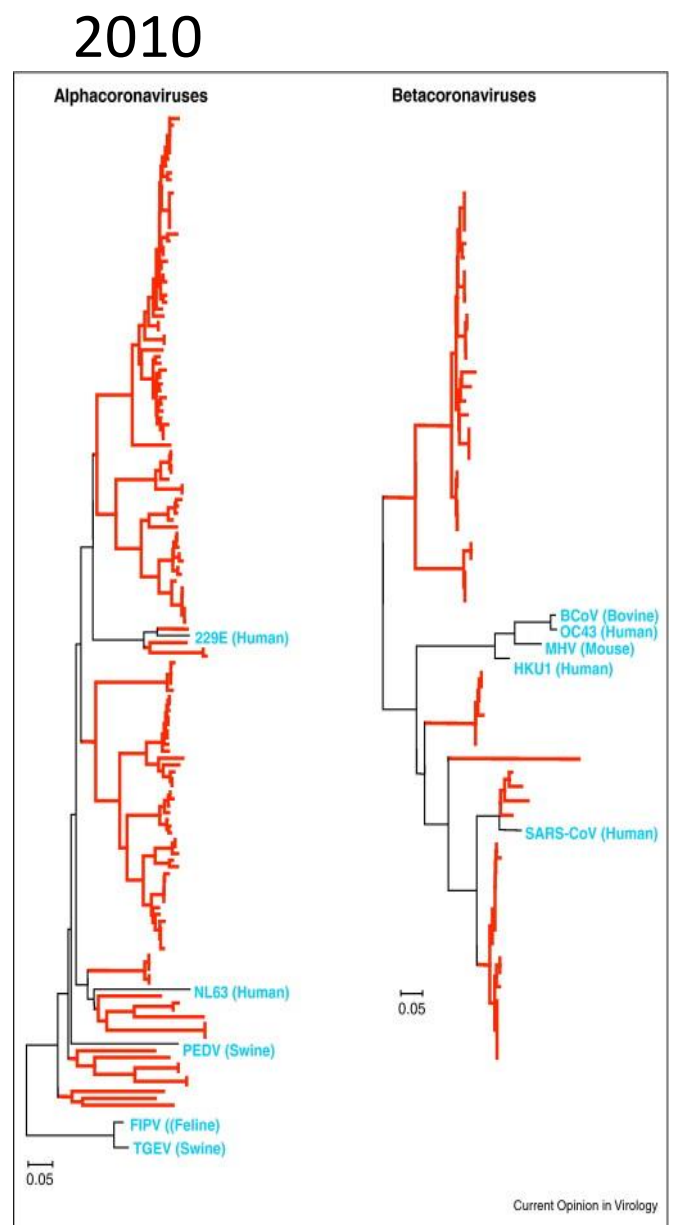 2010
Alphacoronaviruses
Betacoronaviruses
229E (Human)
NL63 (Human)
PEDV (Swine)
FIPV ((Feline)
TGEV (Swine)
0.05
BCoV (Bovine)
OC43 (Human)
MHV (Mouse)
HKU1 (Human)
SARS-CoV (Human)
0.05
Current Opinion in Virology